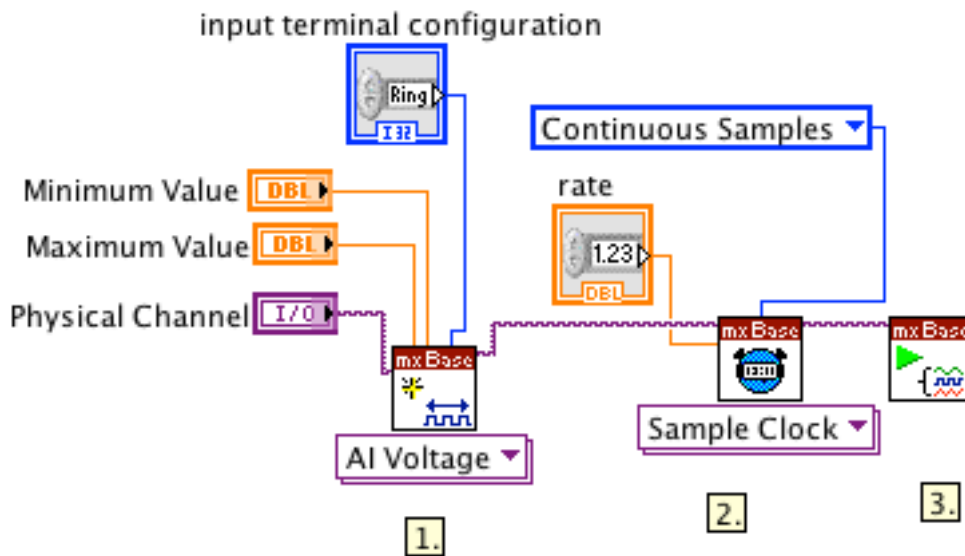 input terminal configuration
Ring
I32
Continuous Samples
Minimum Value DBL
rate
Maximum Value DBL
1.23
DBL
Physical Channel I/O
mx Base
mx Base
mx Base
AI Voltage
Sample Clock
1.
2.
3.